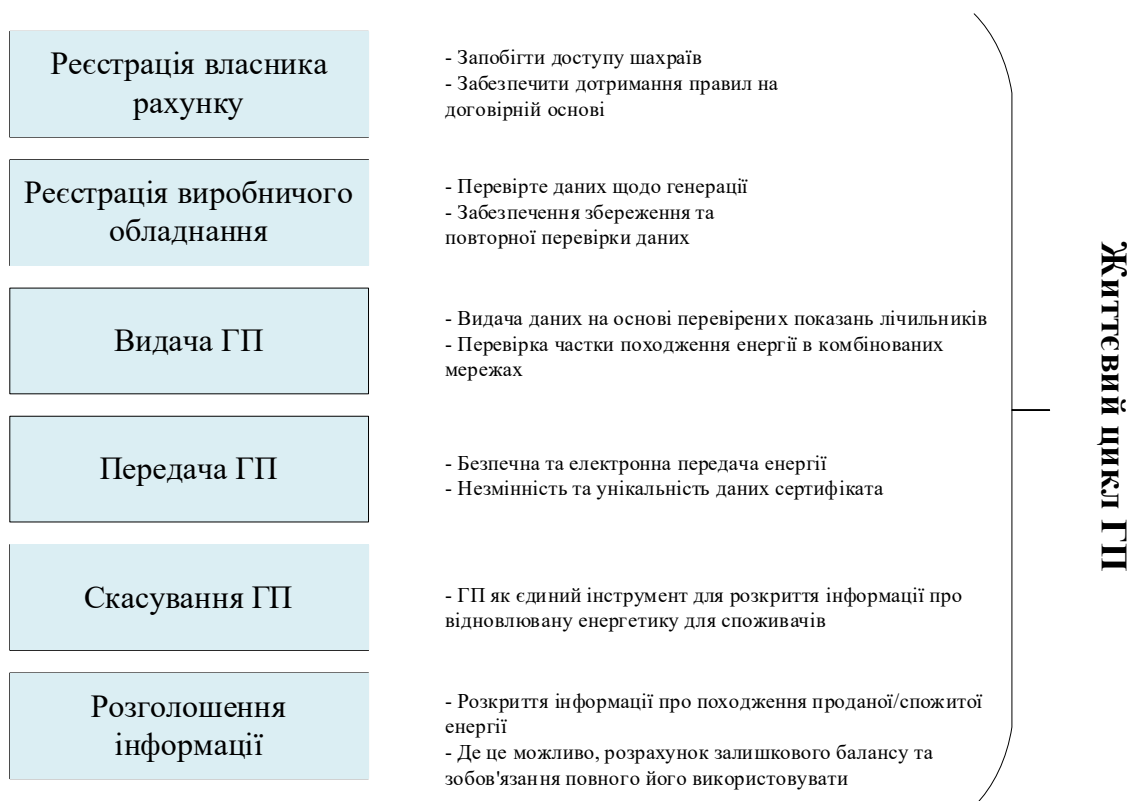 Реєстрація власника
рахунку
- Запобігти доступу шахраїв
- Забезпечити дотримання правил на
договірній основі
Реєстрація виробничого
обладнання
- Перевірте даних щодо генерації
- Забезпечення збереження та
повторної перевірки даних
Видача ГП
- Видача даних на основі перевірених показань лічильників
- Перевірка частки походження енергії в комбінованих
мережах
Передача ГП
- Безпечна та електронна передача енергії
- Незмінність та унікальність даних сертифіката
Скасування ГП
- ГП як єдиний інструмент для розкриття інформації про
відновлювану енергетику для споживачів
Розголошення
інформації
- Розкриття інформації про походження проданої/спожитої
енергії
- Де це можливо, розрахунок залишкового балансу та
зобов'язання повного його використовувати
Життєвий цикл ГП